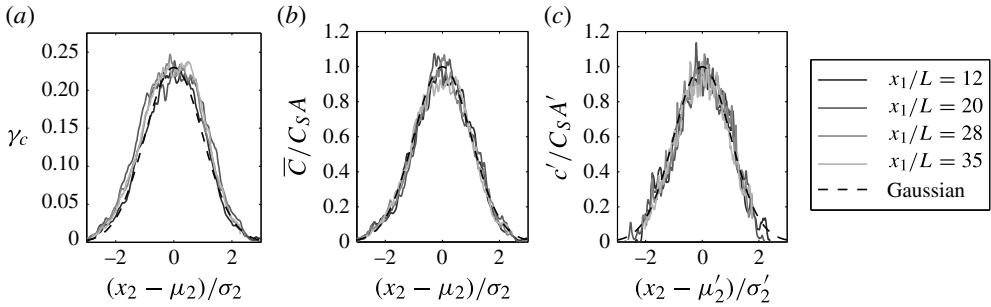 (a)
γc
0.25
0.20
0.15
0.10
0.05
0
−2 0 2
(x2 − μ2)/σ2
(b)
C̅/CSA
1.2
1.0
0.8
0.6
0.4
0.2
0
−2 0 2
(x2 − μ2)/σ2
(c)
c′/CSA′
1.2
1.0
0.8
0.6
0.4
0.2
0
−2 0 2
(x2 − μ′2)/σ′2
x1/L = 12
x1/L = 20
x1/L = 28
x1/L = 35
Gaussian